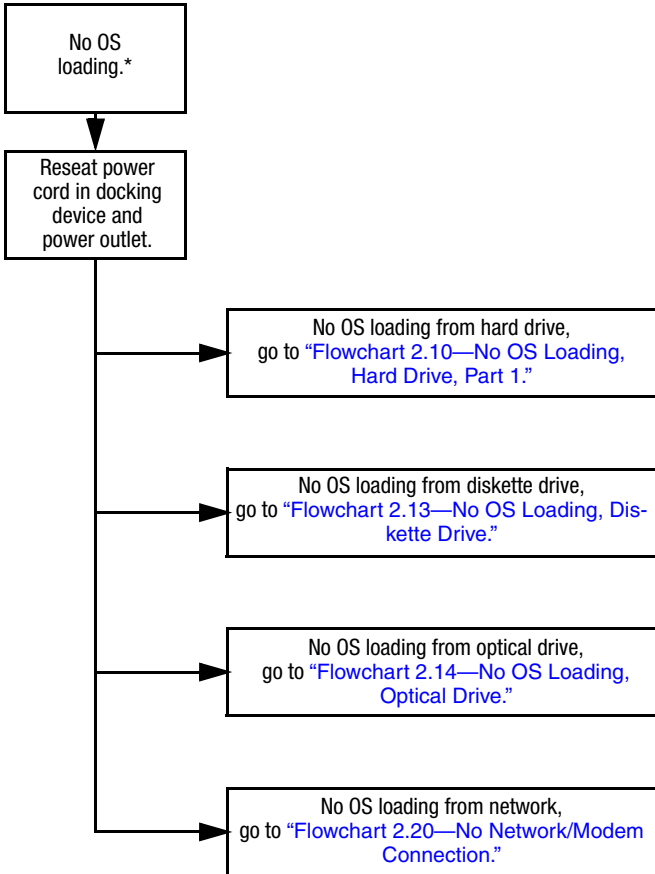 No OS
loading.*
Reseat power
cord in docking
device and
power outlet.
No OS loading from hard drive,
go to “Flowchart 2.10—No OS Loading,
Hard Drive, Part 1.”
No OS loading from diskette drive,
go to “Flowchart 2.13—No OS Loading, Dis-
kette Drive.”
No OS loading from optical drive,
go to “Flowchart 2.14—No OS Loading,
Optical Drive.”
No OS loading from network,
go to “Flowchart 2.20—No Network/Modem
Connection.”